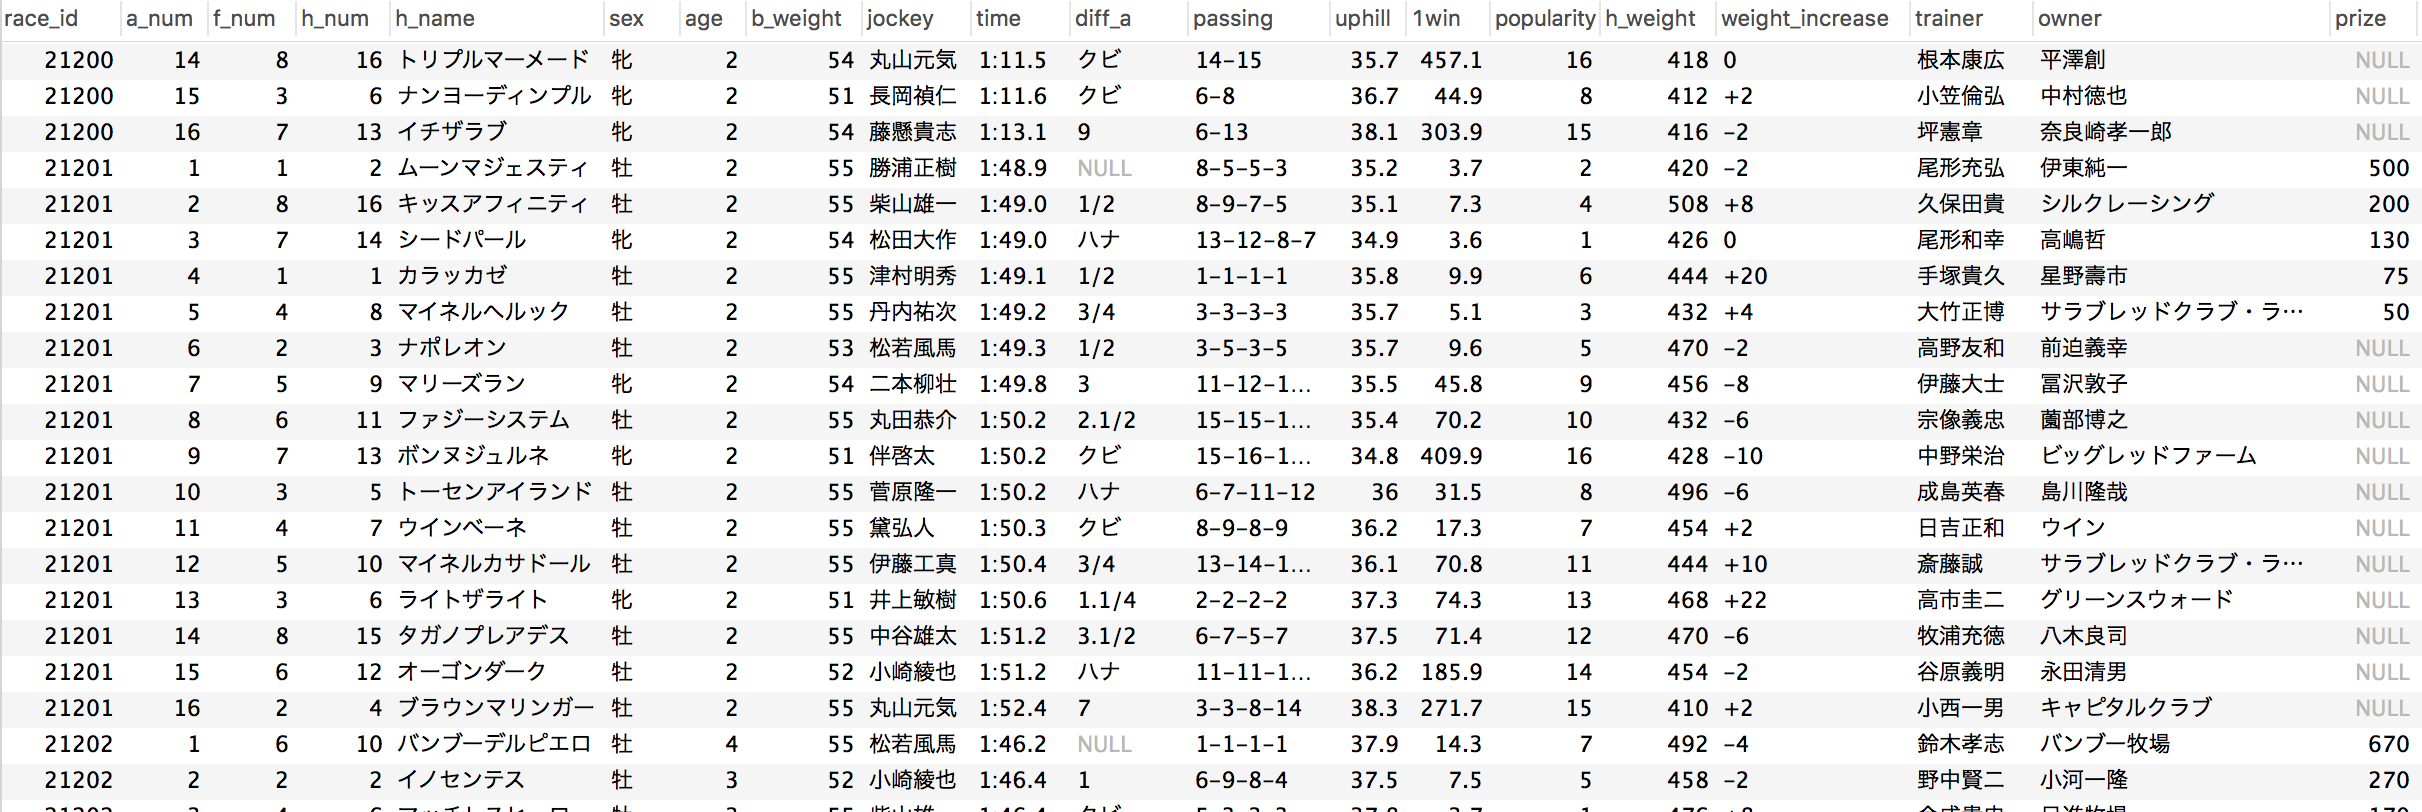 race_id a_num f_num h_num h_name sex age b_weight jockey time diff_a passing uphill 1win popularity h_weight weight_increase trainer owner prize
21200 14 8 16 トリプルマーメード 牝 2 54 丸山元気 1:11.5 クビ 14-15 35.7 457.1 16 418 0 根本康広 平澤創 NULL
21200 15 3 6 ナンヨーディンプル 牝 2 51 長岡禎仁 1:11.6 クビ 6-8 36.7 44.9 8 412 +2 小笠倫弘 中村徳也 NULL
21200 16 7 13 イチザラブ 牝 2 54 藤懸貴志 1:13.1 9 6-13 38.1 303.9 15 416 -2 坪憲章 奈良崎孝一郎 NULL
21201 1 1 2 ムーンマジェスティ 牡 2 55 勝浦正樹 1:48.9 NULL 8-5-5-3 35.2 3.7 2 420 -2 尾形充弘 伊東純一 500
21201 2 8 16 キッスアフィニティ 牡 2 55 柴山雄一 1:49.0 1/2 8-9-7-5 35.1 7.3 4 508 +8 久保田貴 シルクレーシング 200
21201 3 7 14 シードパール 牝 2 54 松田大作 1:49.0 ハナ 13-12-8-7 34.9 3.6 1 426 0 尾形和幸 高嶋哲 130
21201 4 1 1 カラッカゼ 牡 2 55 津村明秀 1:49.1 1/2 1-1-1-1 35.8 9.9 6 444 +20 手塚貴久 星野壽市 75
21201 5 4 8 マイネルヘルック 牡 2 55 丹内祐次 1:49.2 3/4 3-3-3-3 35.7 5.1 3 432 +4 大竹正博 サラブレッドクラブ・ラ… 50
21201 6 2 3 ナポレオン 牡 2 53 松若風馬 1:49.3 1/2 3-5-3-5 35.7 9.6 5 470 -2 高野友和 前迫義幸 NULL
21201 7 5 9 マリーズラン 牝 2 54 二本柳壮 1:49.8 3 11-12-1… 35.5 45.8 9 456 -8 伊藤大士 冨沢敦子 NULL
21201 8 6 11 ファジーシステム 牡 2 55 丸田恭介 1:50.2 2.1/2 15-15-1… 35.4 70.2 10 432 -6 宗像義忠 薗部博之 NULL
21201 9 7 13 ボンヌジュルネ 牝 2 51 伴啓太 1:50.2 クビ 15-16-1… 34.8 409.9 16 428 -10 中野栄治 ビッグレッドファーム NULL
21201 10 3 5 トーセンアイランド 牡 2 55 菅原隆一 1:50.2 ハナ 6-7-11-12 36 31.5 8 496 -6 成島英春 島川隆哉 NULL
21201 11 4 7 ウインベーネ 牡 2 55 黛弘人 1:50.3 クビ 8-9-8-9 36.2 17.3 7 454 +2 日吉正和 ウイン NULL
21201 12 5 10 マイネルカサドール 牡 2 55 伊藤工真 1:50.4 3/4 13-14-1… 36.1 70.8 11 444 +10 斎藤誠 サラブレッドクラブ・ラ… NULL
21201 13 3 6 ライトザライト 牝 2 51 井上敏樹 1:50.6 1.1/4 2-2-2-2 37.3 74.3 13 468 +22 高市圭二 グリーンスウォード NULL
21201 14 8 15 タガノプレアデス 牡 2 55 中谷雄太 1:51.2 3.1/2 6-7-5-7 37.5 71.4 12 470 -6 牧浦充徳 八木良司 NULL
21201 15 6 12 オーゴンダーク 牡 2 52 小崎綾也 1:51.2 ハナ 11-11-1… 36.2 185.9 14 454 -2 谷原義明 永田清男 NULL
21201 16 2 4 ブラウンマリンガー 牡 2 55 丸山元気 1:52.4 7 3-3-8-14 38.3 271.7 15 410 +2 小西一男 キャピタルクラブ NULL
21202 1 6 10 バンブーデルピエロ 牡 4 55 松若風馬 1:46.2 NULL 1-1-1-1 37.9 14.3 7 492 -4 鈴木孝志 バンブー牧場 670
21202 2 2 2 イノセンテス 牡 3 52 小崎綾也 1:46.4 1 6-9-8-4 37.5 7.5 5 458 -2 野中賢二 小河一隆 270